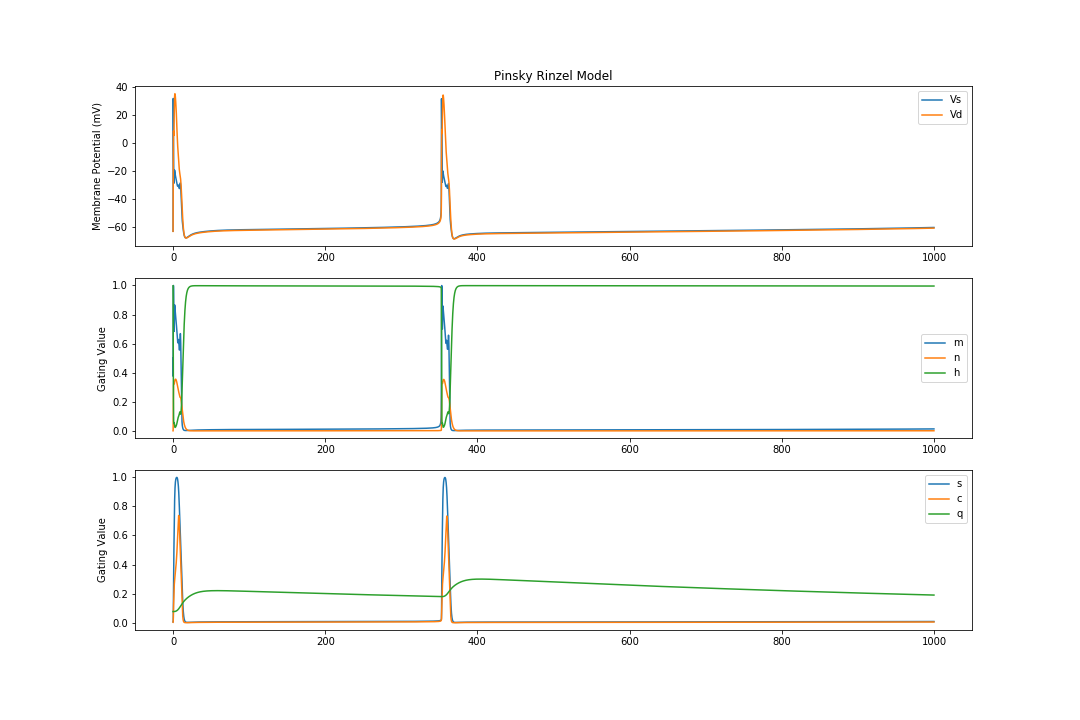 Pinsky Rinzel Model
Membrane Potential (mV)
40
20
0
−20
−40
−60
0 200 400 600 800 1000
Vs
Vd
Gating Value
1.0
0.8
0.6
0.4
0.2
0.0
0 200 400 600 800 1000
m
n
h
Gating Value
1.0
0.8
0.6
0.4
0.2
0.0
0 200 400 600 800 1000
s
c
q